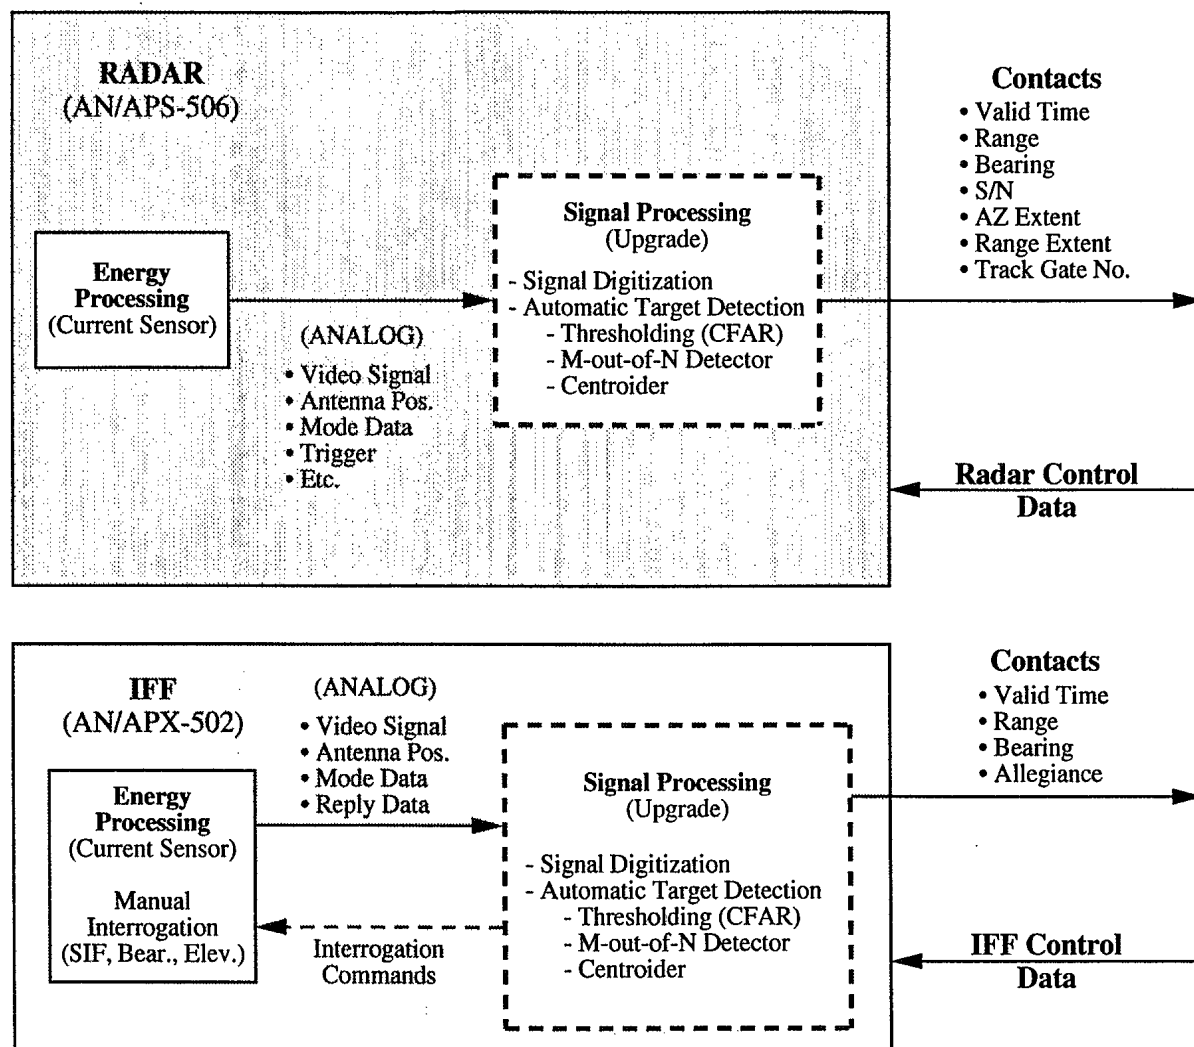 RADAR
(AN/APS-506)
Energy
Processing
(Current Sensor)
(ANALOG)
• Video Signal
• Antenna Pos.
• Mode Data
• Trigger
• Etc.
Signal Processing
(Upgrade)
- Signal Digitization
- Automatic Target Detection
- Thresholding (CFAR)
- M-out-of-N Detector
- Centroider
Contacts
• Valid Time
• Range
• Bearing
• S/N
• AZ Extent
• Range Extent
• Track Gate No.
Radar Control
Data
IFF
(AN/APX-502)
Energy
Processing
(Current Sensor)
Manual
Interrogation
(SIF, Bear., Elev.)
(ANALOG)
• Video Signal
• Antenna Pos.
• Mode Data
• Reply Data
Interrogation
Commands
Signal Processing
(Upgrade)
- Signal Digitization
- Automatic Target Detection
- Thresholding (CFAR)
- M-out-of-N Detector
- Centroider
Contacts
• Valid Time
• Range
• Bearing
• Allegiance
IFF Control
Data